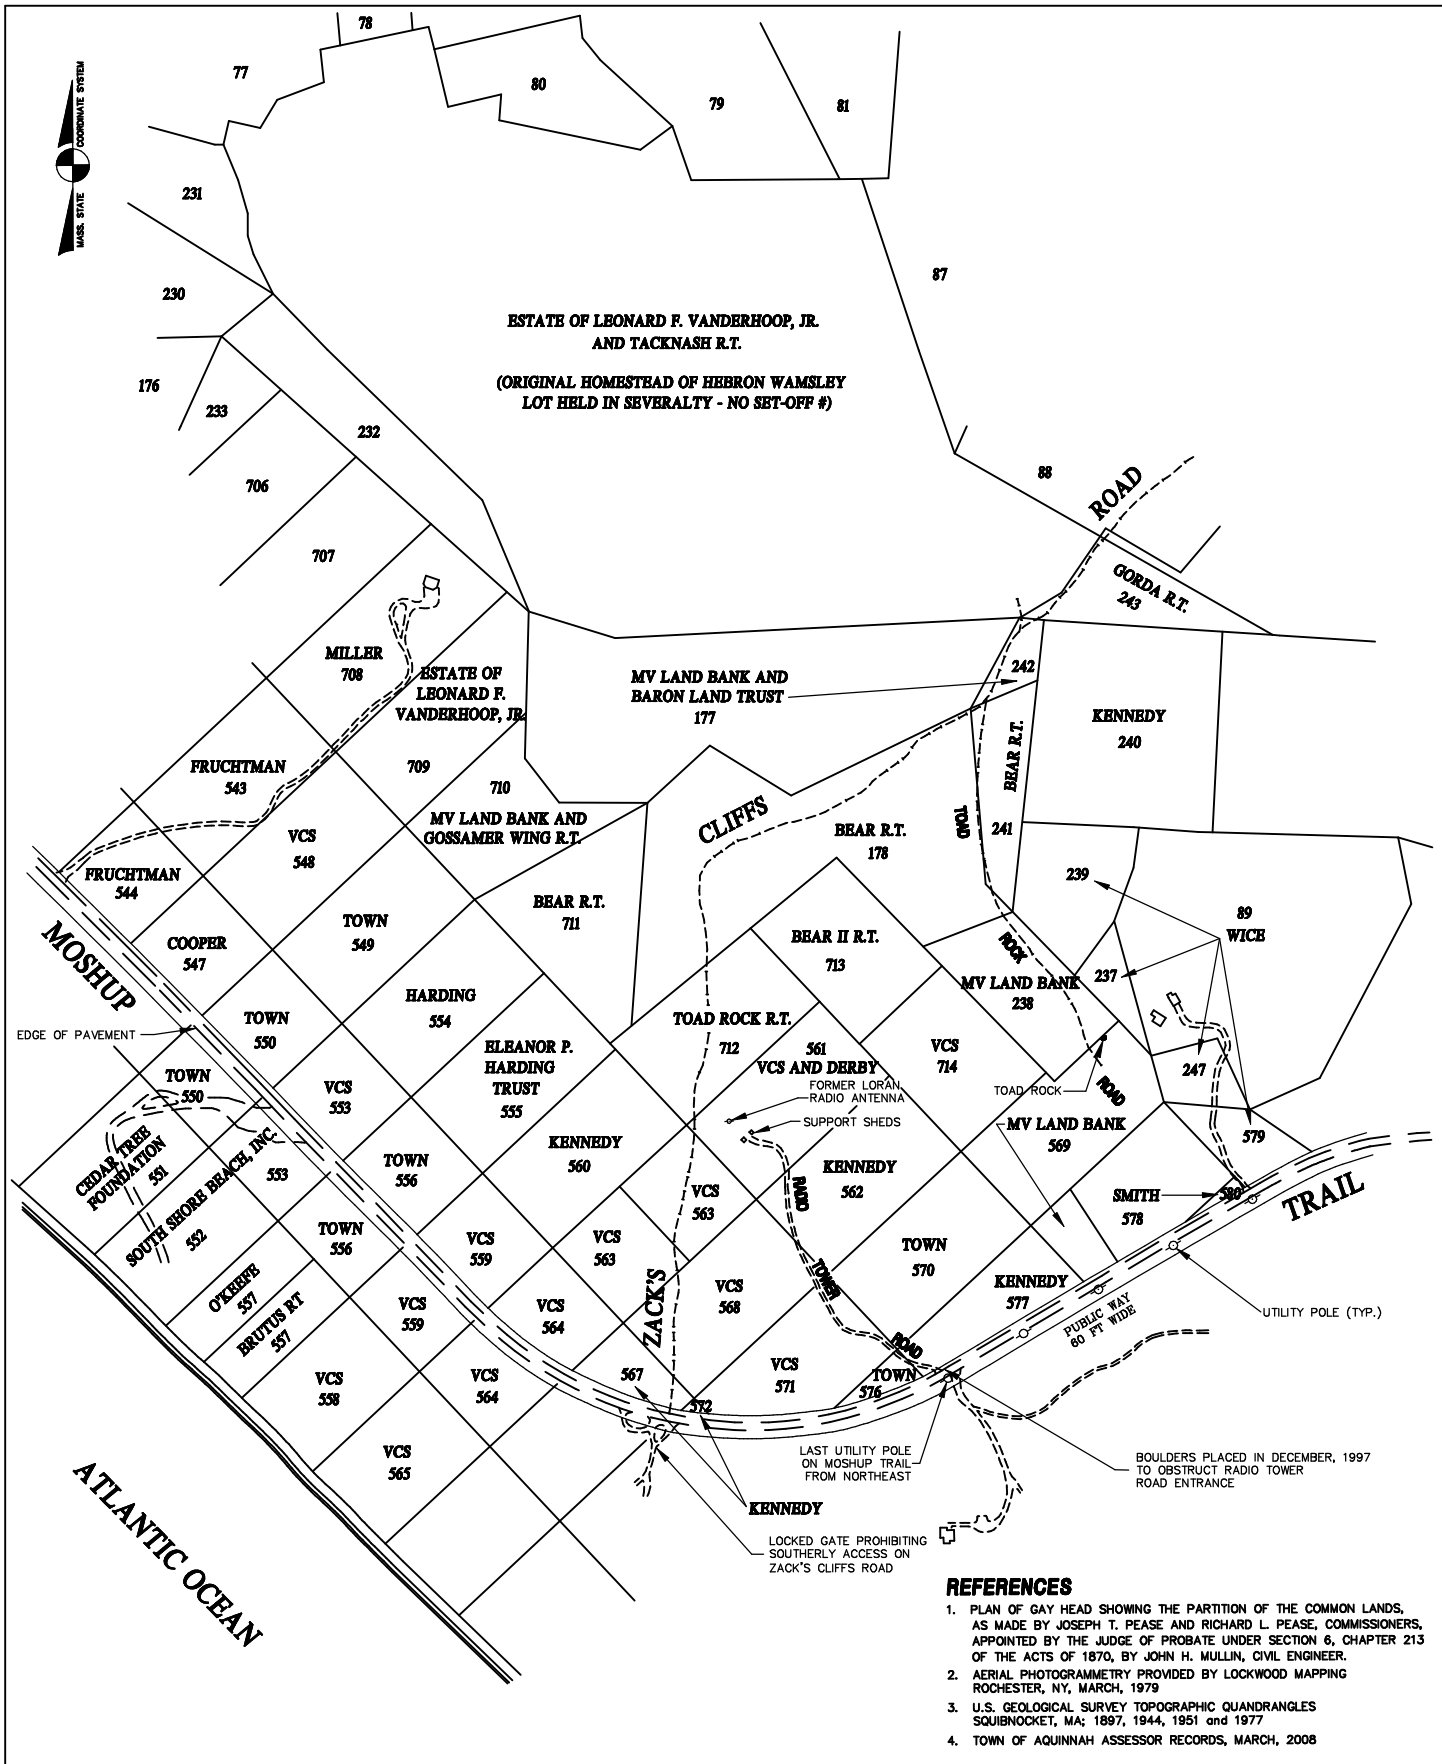 78
77
80
79
81
COORDINATE SYSTEM
MASS. STATE
231
230
87
ESTATE OF LEONARD F. VANDERHOOP, JR.
AND TACKNASH R.T.
(ORIGINAL HOMESTEAD OF HEBRON WAMSLEY
LOT HELD IN SEVERALTY - NO SET-OFF #)
176
233
232
706
88
ROAD
707
GORDA R.T.
243
MILLER
708
ESTATE OF
LEONARD F.
VANDERHOOP, JR.
MV LAND BANK AND
BARON LAND TRUST
177
242
BEAR R.T.
241
KENNEDY
240
FRUCHTMAN
543
709
710
MV LAND BANK AND
GOSSAMER WING R.T.
CLIFFS
TOAD
BEAR R.T.
178
VCS
548
FRUCHTMAN
544
239
BEAR R.T.
711
89
WICE
TOWN
549
COOPER
547
BEAR II R.T.
713
ROCK
MOSHUP
237
MV LAND BANK
238
HARDING
554
TOWN
550
EDGE OF PAVEMENT
TOAD ROCK R.T.
712
561
VCS AND DERBY
VCS
714
ELEANOR P.
HARDING
TRUST
555
TOWN
550
VCS
553
FORMER LORAN
RADIO ANTENNA
SUPPORT SHEDS
TOAD ROCK
ROAD
247
MV LAND BANK
569
579
CEDAR TREE
FOUNDATION
551
SOUTH SHORE BEACH, INC.
552
553
KENNEDY
560
TOWN
556
KENNEDY
562
VCS
563
RADIO
SMITH
578
580
TRAIL
TOWN
556
VCS
559
VCS
563
TOWN
570
KENNEDY
577
TOWER
ZACK'S
VCS
568
O'KEEFE
557
BRUTUS RT
557
VCS
559
VCS
564
PUBLIC WAY
60 FT WIDE
UTILITY POLE (TYP.)
ROAD
VCS
558
VCS
564
567
VCS
571
TOWN
576
572
VCS
565
LAST UTILITY POLE
ON MOSHUP TRAIL
FROM NORTHEAST
BOULDERS PLACED IN DECEMBER, 1997
TO OBSTRUCT RADIO TOWER
ROAD ENTRANCE
KENNEDY
LOCKED GATE PROHIBITING
SOUTHERLY ACCESS ON
ZACK'S CLIFFS ROAD
ATLANTIC OCEAN
REFERENCES
1. PLAN OF GAY HEAD SHOWING THE PARTITION OF THE COMMON LANDS,
AS MADE BY JOSEPH T. PEASE AND RICHARD L. PEASE, COMMISSIONERS,
APPOINTED BY THE JUDGE OF PROBATE UNDER SECTION 6, CHAPTER 213
OF THE ACTS OF 1870, BY JOHN H. MULLIN, CIVIL ENGINEER.
2. AERIAL PHOTOGRAMMETRY PROVIDED BY LOCKWOOD MAPPING
ROCHESTER, NY, MARCH, 1979
3. U.S. GEOLOGICAL SURVEY TOPOGRAPHIC QUANDRANGLES
SQUIBNOCKET, MA; 1897, 1944, 1951 and 1977
4. TOWN OF AQUINNAH ASSESSOR RECORDS, MARCH, 2008